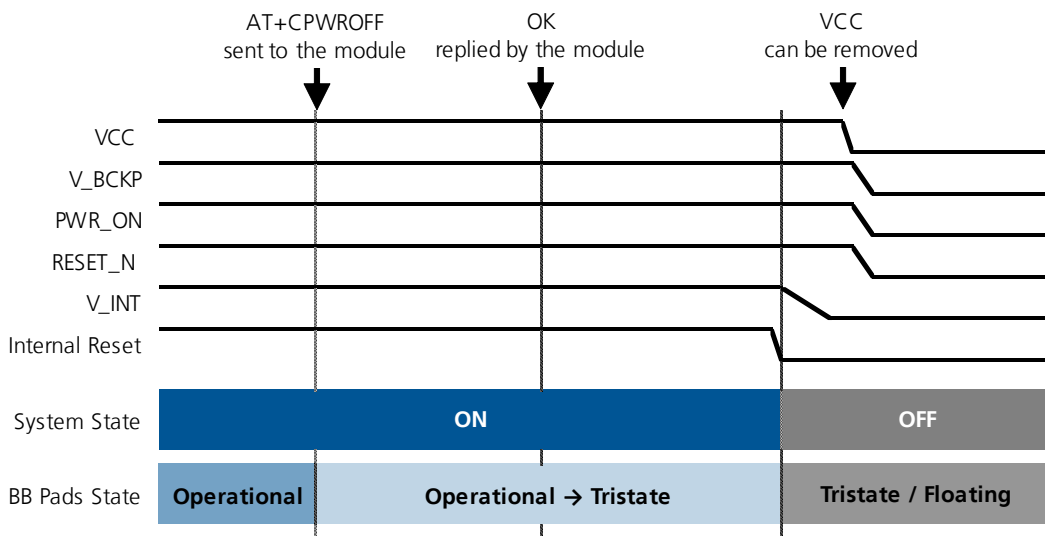 AT+CPWROFF
sent to the module
OK
replied by the module
VCC
can be removed
VCC
V_BCKP
PWR_ON
RESET_N
V_INT
Internal Reset
System State
ON
OFF
BB Pads State
Operational
Operational → Tristate
Tristate / Floating